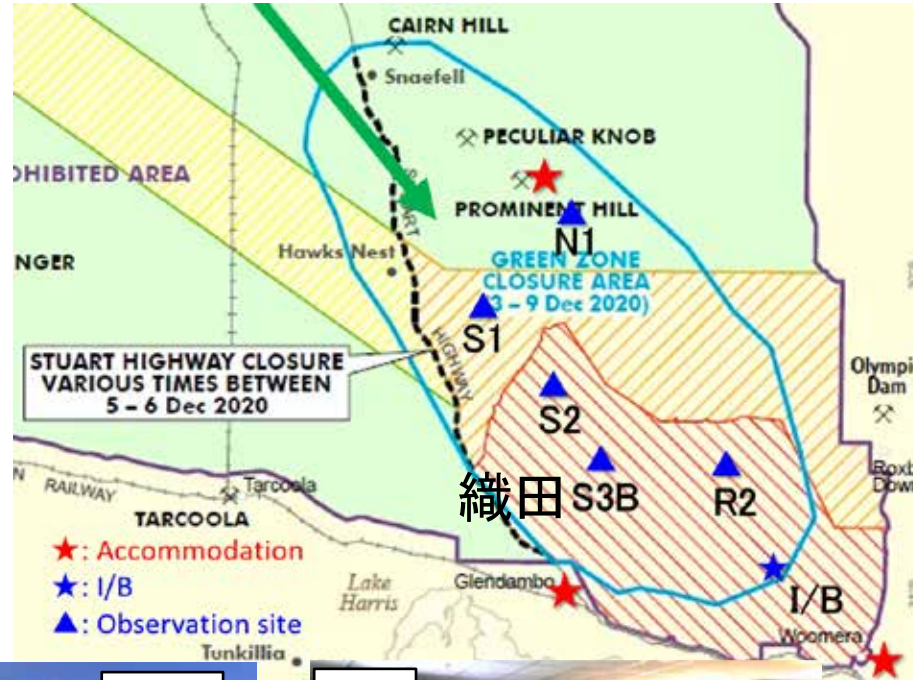 CAIRN HILL
Snaefell
PECULIAR KNOB
OHIBITED AREA
PROMINENT HILL
N1
STUART
HIGHWAY
Hawks Nest
NGER
GREEN ZONE
CLOSURE AREA
(3 – 9 Dec 2020)
S1
STUART HIGHWAY CLOSURE
VARIOUS TIMES BETWEEN
5 – 6 Dec 2020
Olympi
Dam
S2
織田
S3B
R2
Roxb
Down
N
RAILWAY
Tarcoola
TARCOOLA
★: Accommodation
★: I/B
▲: Observation site
Lake
Harris
Glendambo
I/B
Woomera
Tunkillia